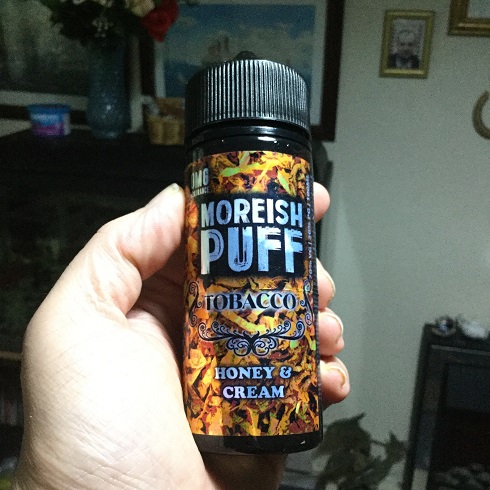 MOREISH
PUFF
TOBACCO
HONEY &
CREAM